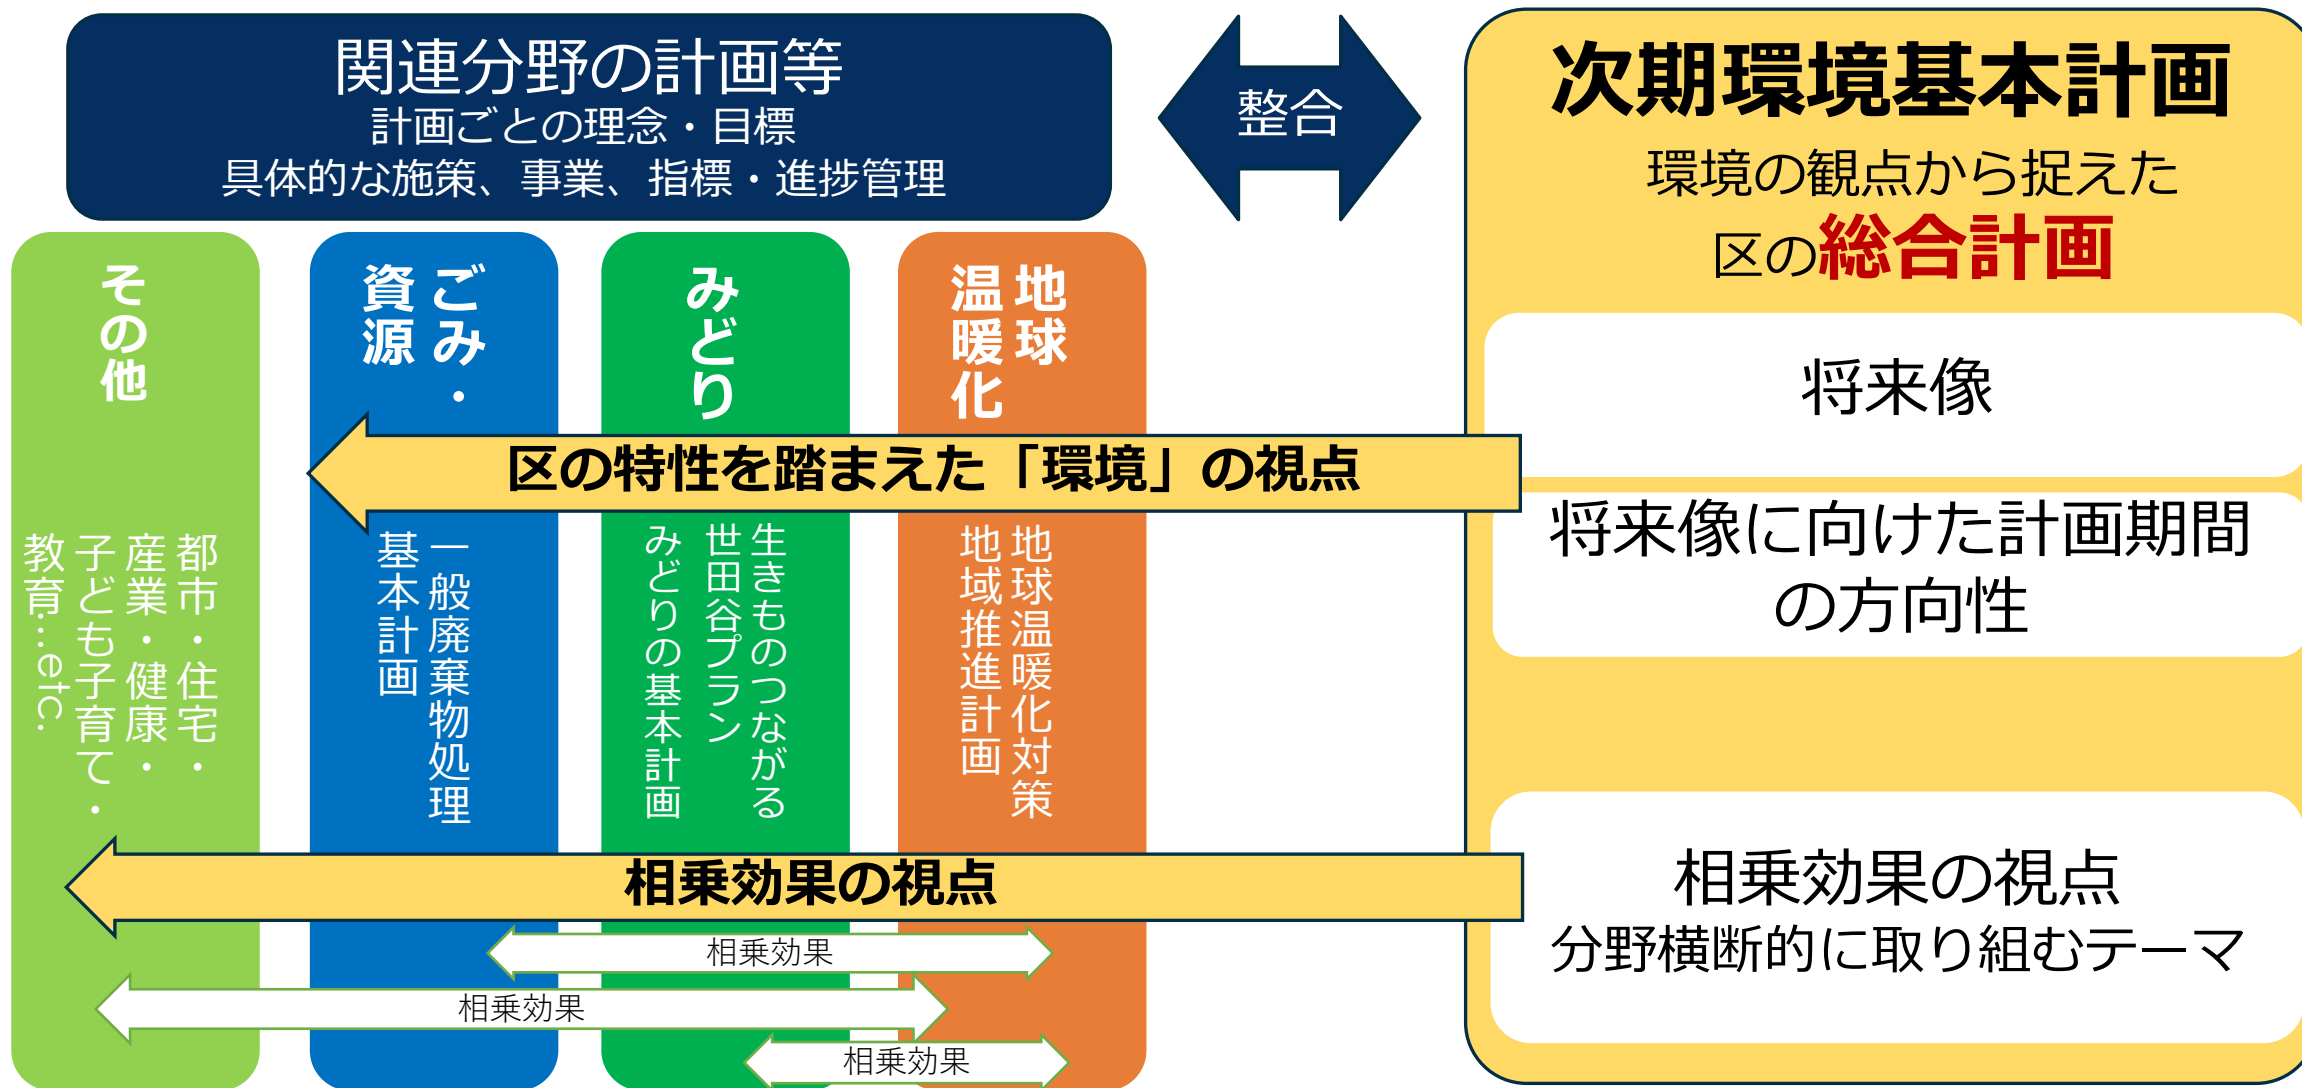 関連分野の計画等
計画ごとの理念・目標
具体的な施策、事業、指標・進捗管理
整合
次期環境基本計画
環境の観点から捉えた
区の総合計画
将来像
将来像に向けた計画期間
の方向性
相乗効果の視点
分野横断的に取り組むテーマ
地球
温暖化
みどり
ごみ・
資源
その他
区の特性を踏まえた「環境」の視点
地球温暖化対策
地域推進計画
生きものつながる
世田谷プラン
みどりの基本計画
一般廃棄物処理
基本計画
都市・住宅・
産業・健康・
子ども子育て・
教育…etc.
相乗効果の視点
相乗効果
相乗効果
相乗効果